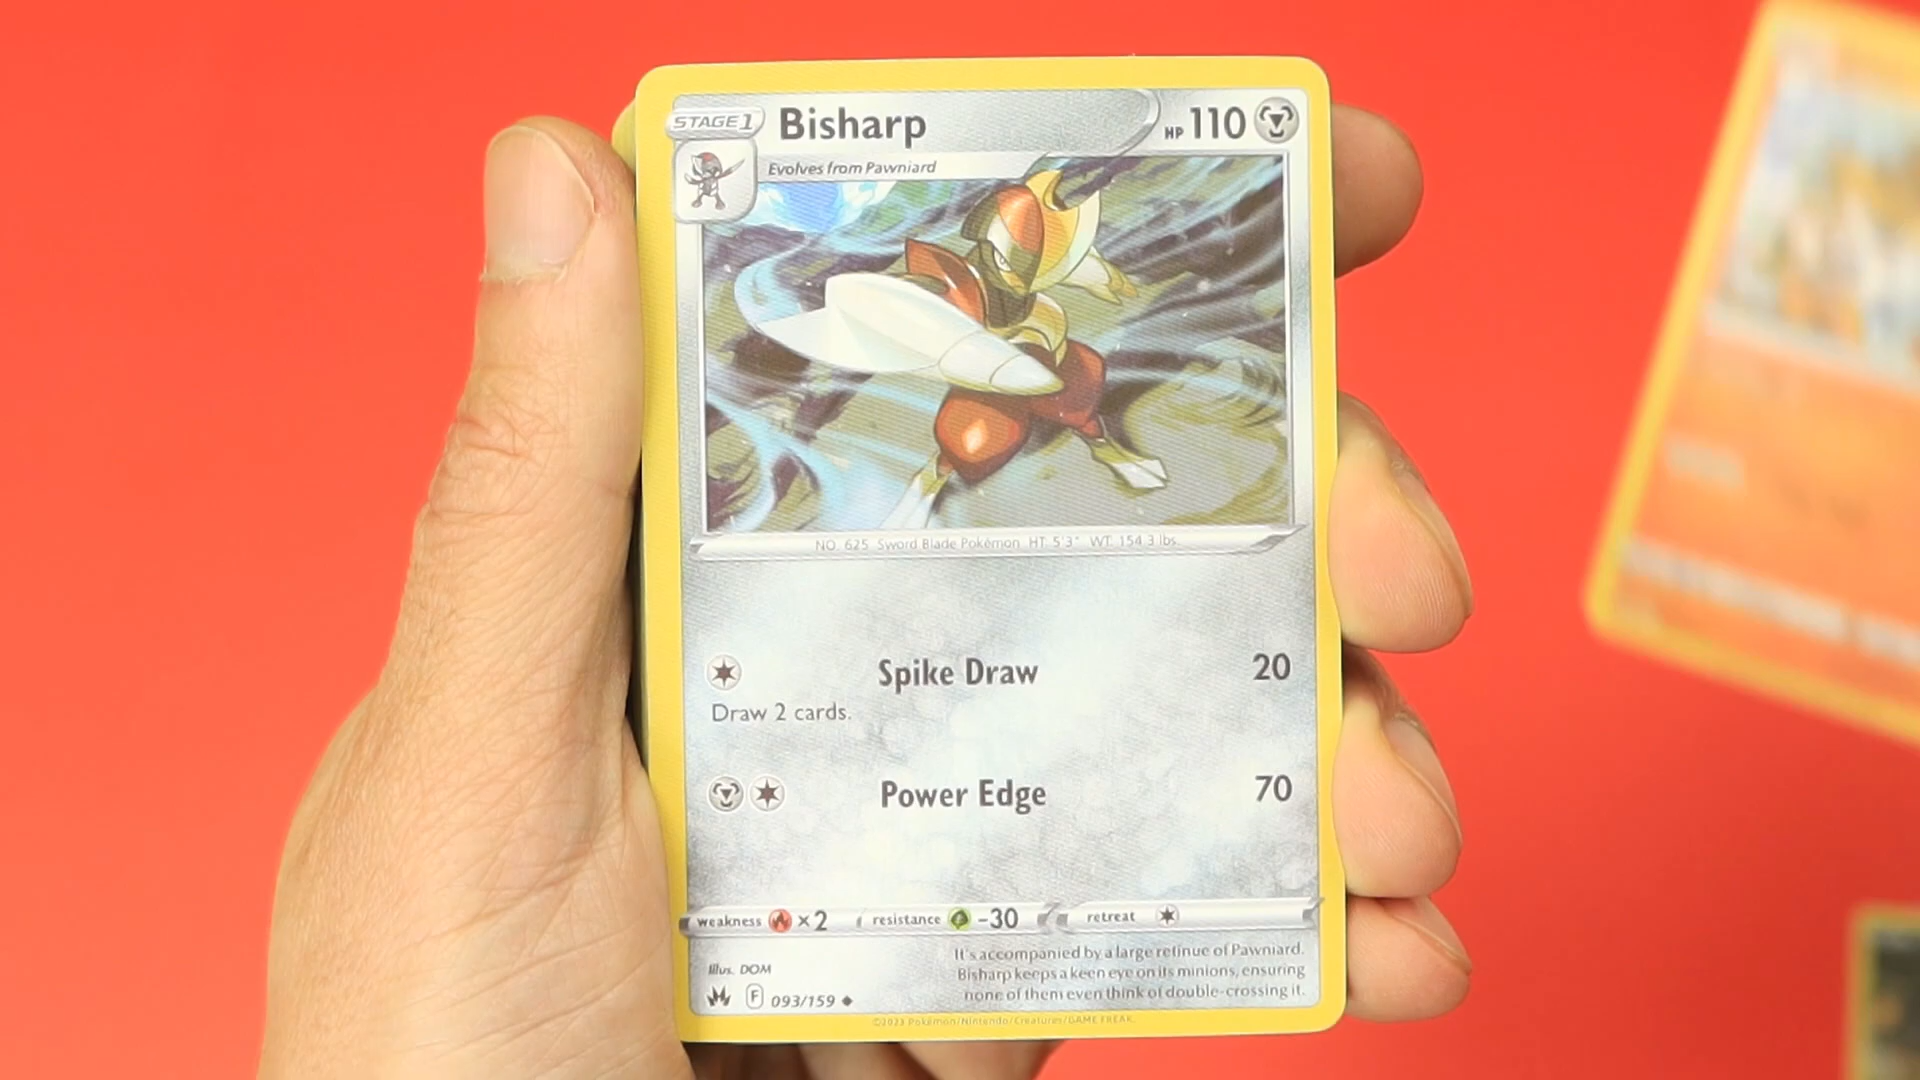 STAGE 1 Bisharp HP 110
Evolves from Pawniard
NO. 625 Sword Blade Pokémon HT 5'3" WT. 154.3 lbs.
Spike Draw 20
Draw 2 cards.
Power Edge 70
weakness ×2 resistance -30 retreat
It's accompanied by a large retinue of Pawniard.
Illus. DOM
Bisharp keeps a keen eye on its minions, ensuring
none of them even think of double-crossing it.
F 093/159
©2023 Pokémon/Nintendo/Creatures/GAME FREAK.